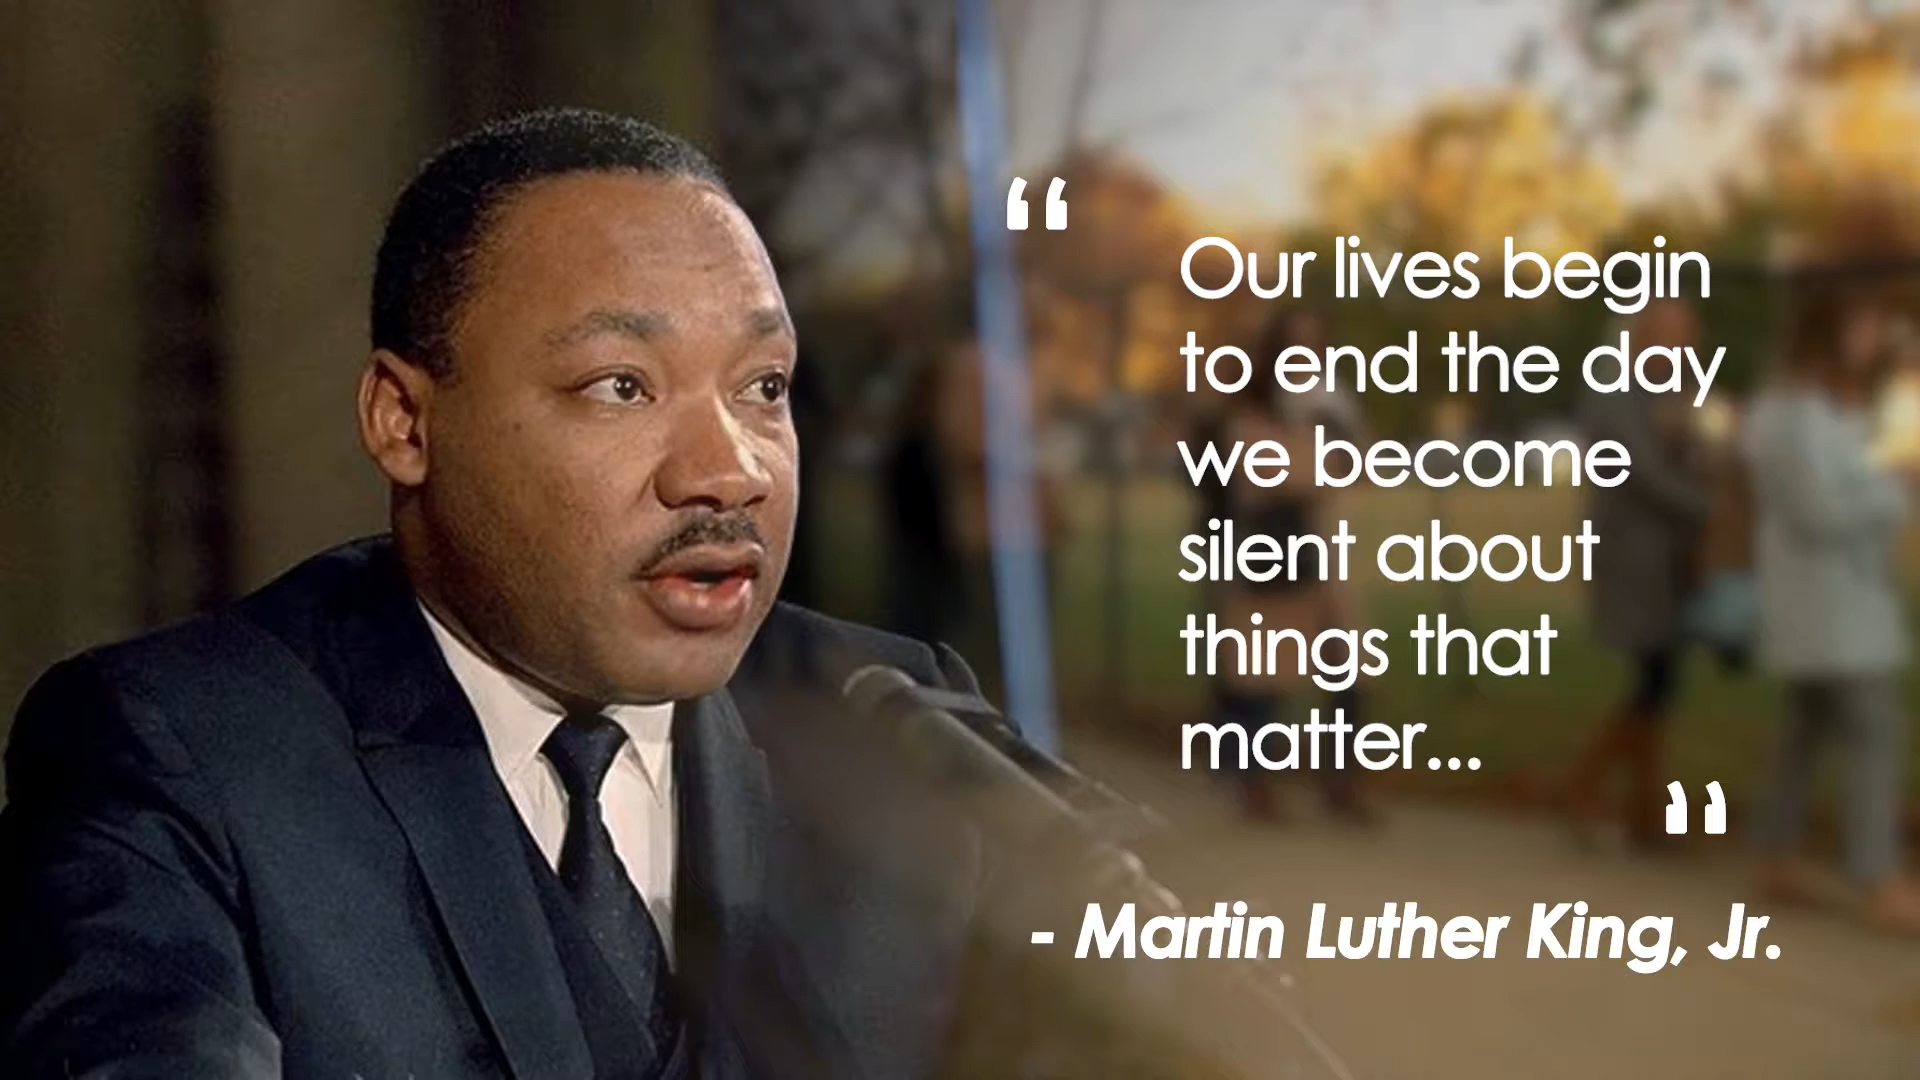 “
Our lives begin
to end the day
we become
silent about
things that
matter...
”
- Martin Luther King, Jr.